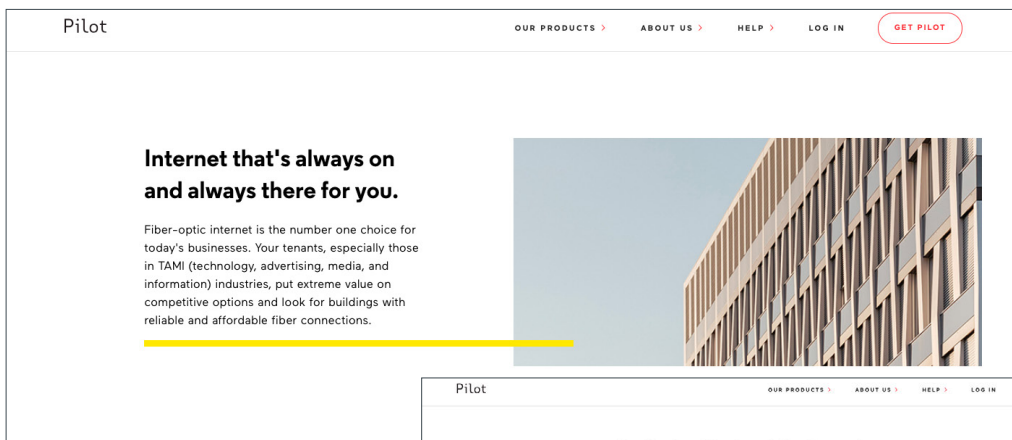 Pilot
OUR PRODUCTS > ABOUT US > HELP > LOG IN GET PILOT
Internet that's always on
and always there for you.
Fiber-optic internet is the number one choice for
today's businesses. Your tenants, especially those
in TAMI (technology, advertising, media, and
information) industries, put extreme value on
competitive options and look for buildings with
reliable and affordable fiber connections.
Pilot
OUR PRODUCTS > ABOUT US > HELP > LOG IN